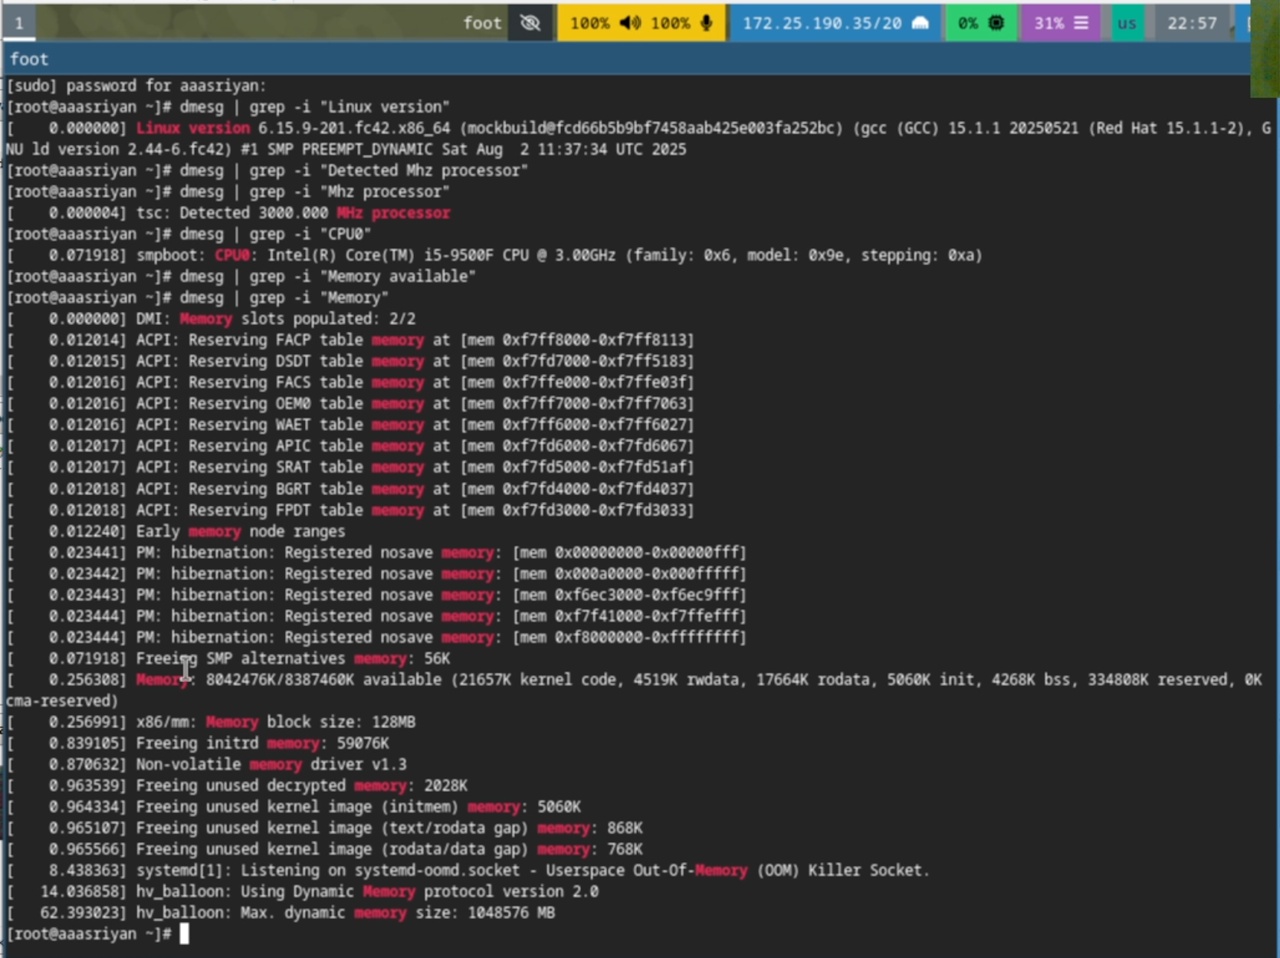 1 foot 100% 100% 172.25.190.35/20 0% 31% us 22:57
foot
[sudo] password for aaasriyan:
[root@aaasriyan ~]# dmesg | grep -i "Linux version"
[    0.000000] Linux version 6.15.9-201.fc42.x86_64 (mockbuild@fcd66b5b9bf7458aab425e003fa252bc) (gcc (GCC) 15.1.1 20250521 (Red Hat 15.1.1-2), G
NU ld version 2.44-6.fc42) #1 SMP PREEMPT_DYNAMIC Sat Aug  2 11:37:34 UTC 2025
[root@aaasriyan ~]# dmesg | grep -i "Detected Mhz processor"
[root@aaasriyan ~]# dmesg | grep -i "Mhz processor"
[    0.000004] tsc: Detected 3000.000 MHz processor
[root@aaasriyan ~]# dmesg | grep -i "CPU0"
[    0.071918] smpboot: CPU0: Intel(R) Core(TM) i5-9500F CPU @ 3.00GHz (family: 0x6, model: 0x9e, stepping: 0xa)
[root@aaasriyan ~]# dmesg | grep -i "Memory available"
[root@aaasriyan ~]# dmesg | grep -i "Memory"
[    0.000000] DMI: Memory slots populated: 2/2
[    0.012014] ACPI: Reserving FACP table memory at [mem 0xf7ff8000-0xf7ff8113]
[    0.012015] ACPI: Reserving DSDT table memory at [mem 0xf7fd7000-0xf7ff5183]
[    0.012016] ACPI: Reserving FACS table memory at [mem 0xf7ffe000-0xf7ffe03f]
[    0.012016] ACPI: Reserving OEM0 table memory at [mem 0xf7ff7000-0xf7ff7063]
[    0.012016] ACPI: Reserving WAET table memory at [mem 0xf7ff6000-0xf7ff6027]
[    0.012017] ACPI: Reserving APIC table memory at [mem 0xf7fd6000-0xf7fd6067]
[    0.012017] ACPI: Reserving SRAT table memory at [mem 0xf7fd5000-0xf7fd51af]
[    0.012018] ACPI: Reserving BGRT table memory at [mem 0xf7fd4000-0xf7fd4037]
[    0.012018] ACPI: Reserving FPDT table memory at [mem 0xf7fd3000-0xf7fd3033]
[    0.012240] Early memory node ranges
[    0.023441] PM: hibernation: Registered nosave memory: [mem 0x00000000-0x00000fff]
[    0.023442] PM: hibernation: Registered nosave memory: [mem 0x000a0000-0x000fffff]
[    0.023443] PM: hibernation: Registered nosave memory: [mem 0xf6ec3000-0xf6ec9fff]
[    0.023444] PM: hibernation: Registered nosave memory: [mem 0xf7f41000-0xf7ffefff]
[    0.023444] PM: hibernation: Registered nosave memory: [mem 0xf8000000-0xffffffff]
[    0.071918] Freeing SMP alternatives memory: 56K
[    0.256308] Memory: 8042476K/8387460K available (21657K kernel code, 4519K rwdata, 17664K rodata, 5060K init, 4268K bss, 334808K reserved, 0K
cma-reserved)
[    0.256991] x86/mm: Memory block size: 128MB
[    0.839105] Freeing initrd memory: 59076K
[    0.870632] Non-volatile memory driver v1.3
[    0.963539] Freeing unused decrypted memory: 2028K
[    0.964334] Freeing unused kernel image (initmem) memory: 5060K
[    0.965107] Freeing unused kernel image (text/rodata gap) memory: 868K
[    0.965566] Freeing unused kernel image (rodata/data gap) memory: 768K
[    8.438363] systemd[1]: Listening on systemd-oomd.socket - Userspace Out-Of-Memory (OOM) Killer Socket.
[   14.036858] hv_balloon: Using Dynamic Memory protocol version 2.0
[   62.393023] hv_balloon: Max. dynamic memory size: 1048576 MB
[root@aaasriyan ~]#